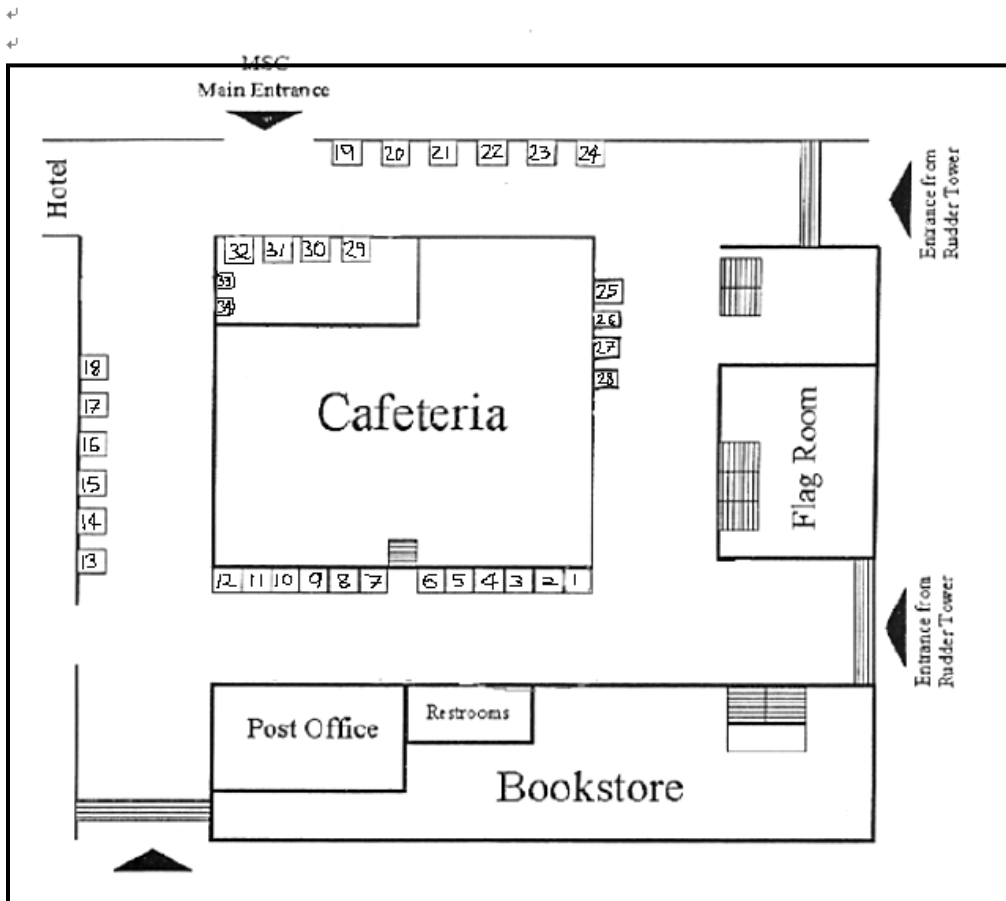 MSC
Main Entrance
19 20 21 22 23 24
Hotel
Entrance from
Rudder Tower
32 31 30 29
33
34
25
26
27
28
18
17
16
15
14
13
Cafeteria
Flag Room
12 11 10 9 8 7 6 5 4 3 2 1
Entrance from
Rudder Tower
Post Office
Restrooms
Bookstore